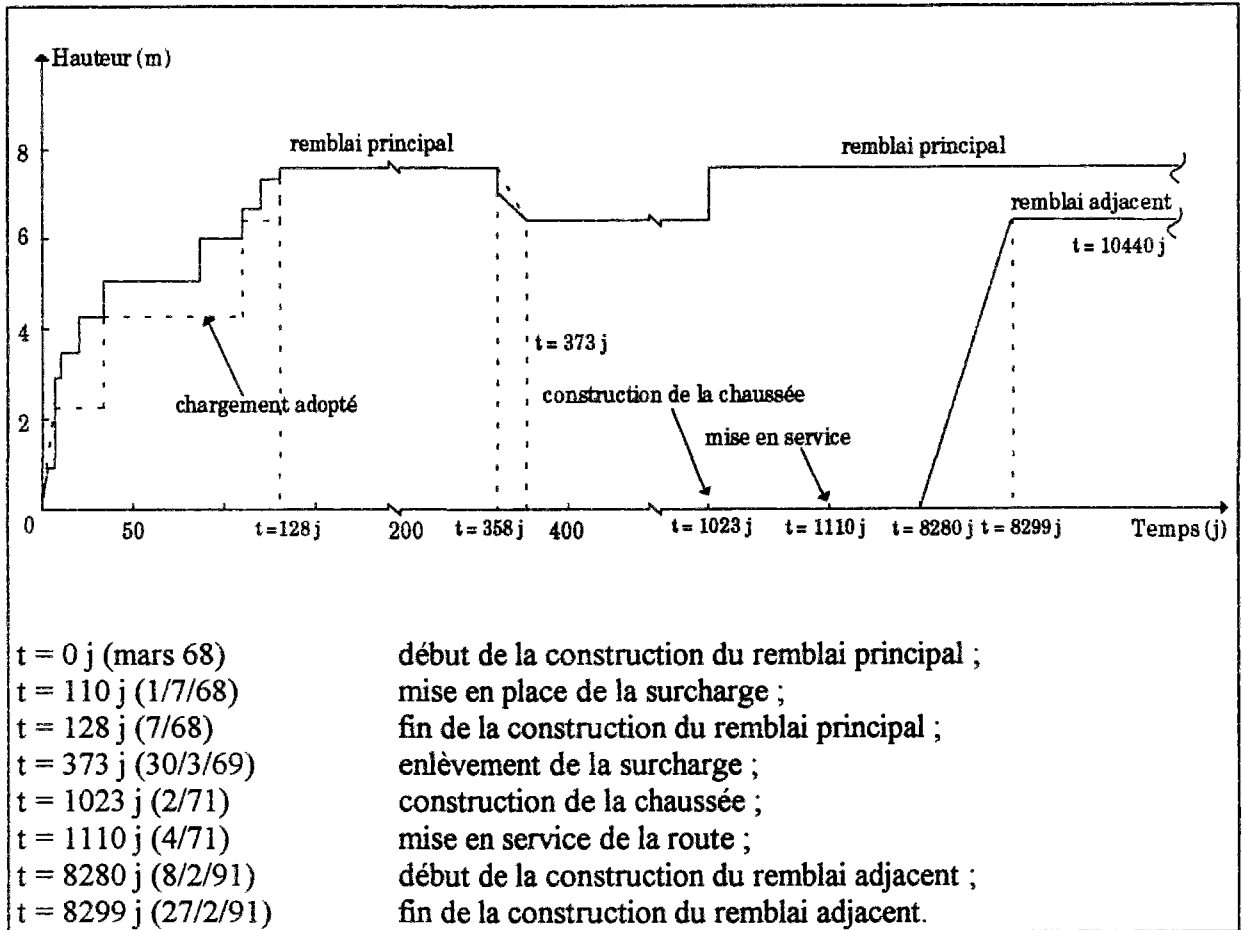 Hauteur (m)
remblai principal
remblai principal
8
remblai adjacent
6
t = 10440 j
t = 373 j
4
construction de la chaussée
chargement adopté
2
mise en service
0 50 t = 128 j 200 t = 358 j 400 t = 1023 j t = 1110 j t = 8280 j t = 8299 j Temps (j)
t = 0 j (mars 68) début de la construction du remblai principal ;
t = 110 j (1/7/68) mise en place de la surcharge ;
t = 128 j (7/68) fin de la construction du remblai principal ;
t = 373 j (30/3/69) enlèvement de la surcharge ;
t = 1023 j (2/71) construction de la chaussée ;
t = 1110 j (4/71) mise en service de la route ;
t = 8280 j (8/2/91) début de la construction du remblai adjacent ;
t = 8299 j (27/2/91) fin de la construction du remblai adjacent.